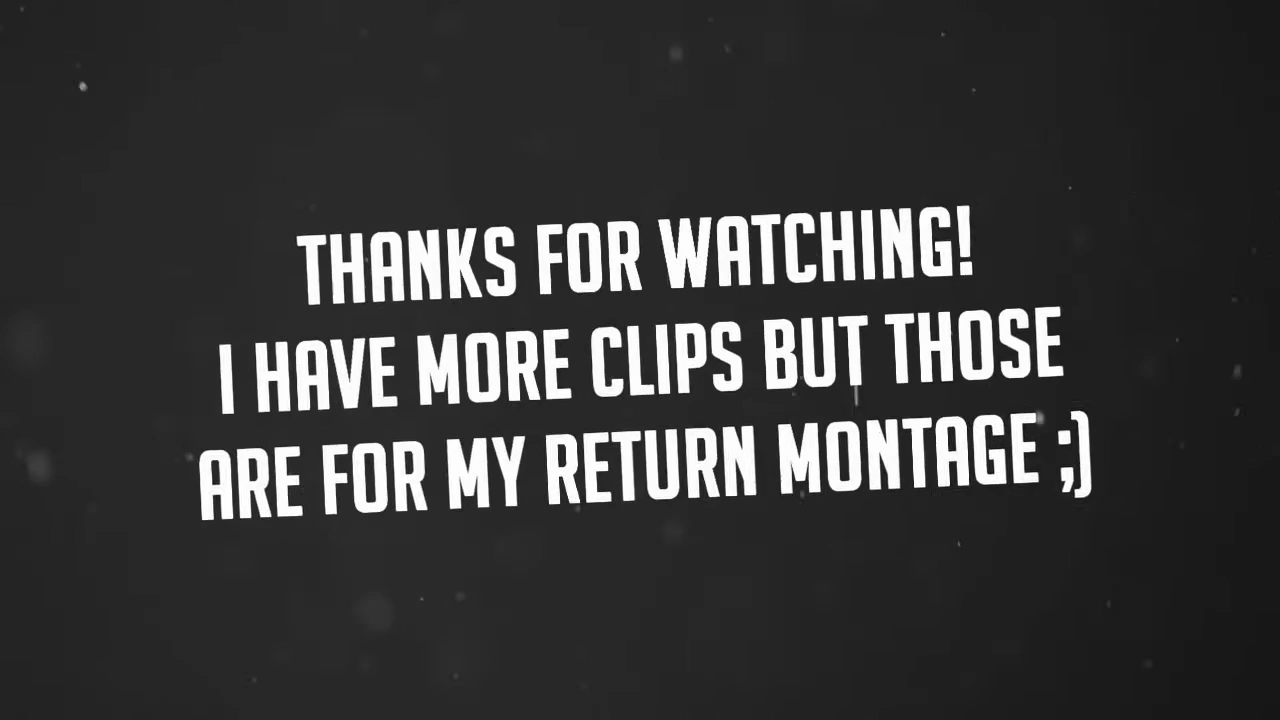 THANKS FOR WATCHING!
I HAVE MORE CLIPS BUT THOSE
ARE FOR MY RETURN MONTAGE ;)